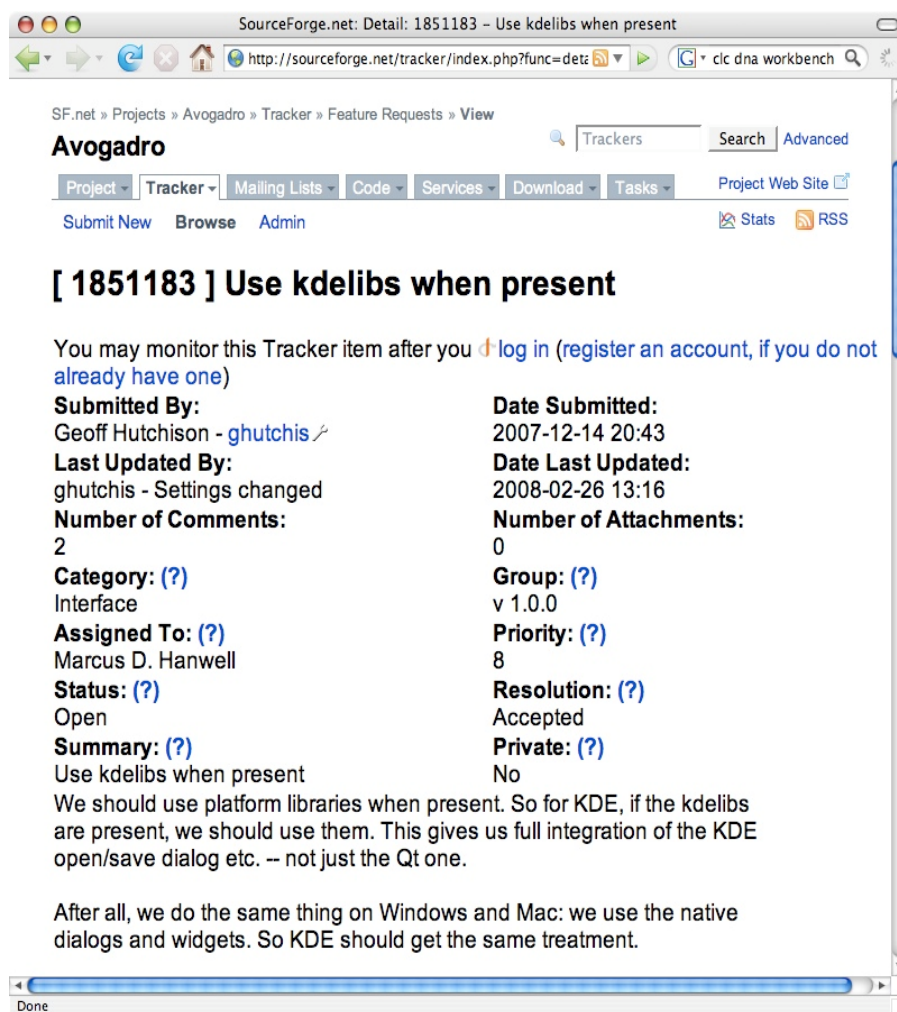 SourceForge.net: Detail: 1851183 – Use kdelibs when present
http://sourceforge.net/tracker/index.php?func=deta
G clc dna workbench
SF.net » Projects » Avogadro » Tracker » Feature Requests » View
Avogadro
Trackers Search Advanced
Project Tracker Mailing Lists Code Services Download Tasks Project Web Site
Submit New Browse Admin Stats RSS
[ 1851183 ] Use kdelibs when present
You may monitor this Tracker item after you log in (register an account, if you do not
already have one)
Submitted By: Date Submitted:
Geoff Hutchison - ghutchis 2007-12-14 20:43
Last Updated By: Date Last Updated:
ghutchis - Settings changed 2008-02-26 13:16
Number of Comments: Number of Attachments:
2 0
Category: (?) Group: (?)
Interface v 1.0.0
Assigned To: (?) Priority: (?)
Marcus D. Hanwell 8
Status: (?) Resolution: (?)
Open Accepted
Summary: (?) Private: (?)
Use kdelibs when present No
We should use platform libraries when present. So for KDE, if the kdelibs
are present, we should use them. This gives us full integration of the KDE
open/save dialog etc. -- not just the Qt one.
After all, we do the same thing on Windows and Mac: we use the native
dialogs and widgets. So KDE should get the same treatment.
Done